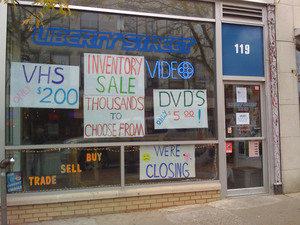 LIBERTY STREET
VIDEO
119
VHS
ONLY
$2.00
INVENTORY
SALE
THOUSANDS
TO
CHOOSE FROM
DVD'S
ONLY
$5.00!
WE'RE
CLOSING
BUY
SELL
TRADE